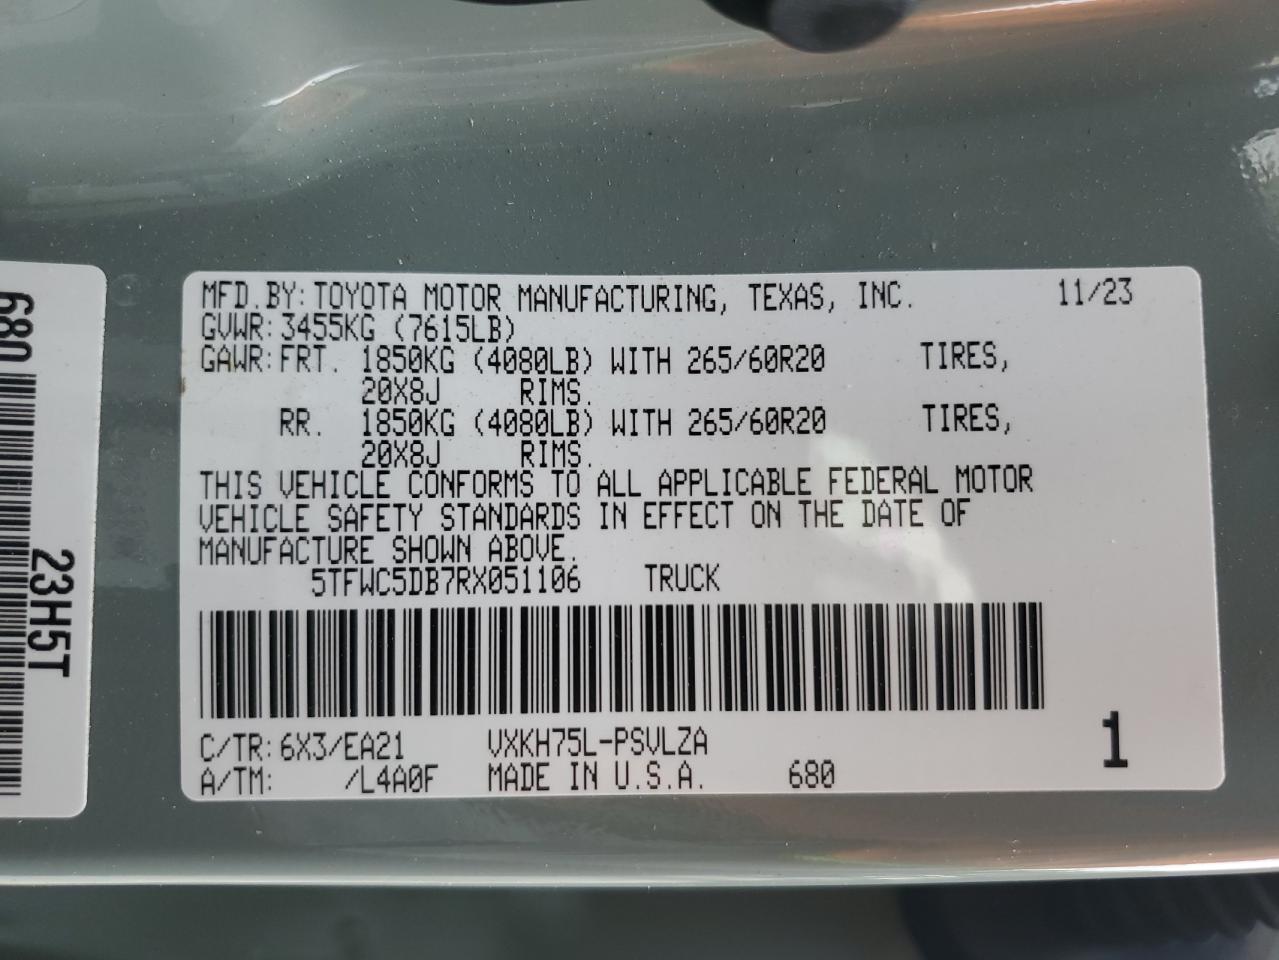 MFD.BY:TOYOTA MOTOR MANUFACTURING, TEXAS, INC. 11/23
GVWR:3455KG (7615LB)
GAWR:FRT. 1850KG (4080LB) WITH 265/60R20 TIRES,
20X8J RIMS.
RR. 1850KG (4080LB) WITH 265/60R20 TIRES,
20X8J RIMS.
THIS VEHICLE CONFORMS TO ALL APPLICABLE FEDERAL MOTOR
VEHICLE SAFETY STANDARDS IN EFFECT ON THE DATE OF
MANUFACTURE SHOWN ABOVE.
5TFWC5DB7RX051106 TRUCK
C/TR:6X3/EA21 VXKH75L-PSVLZA
A/TM: /L4A0F MADE IN U.S.A. 680
1
680
23H5T